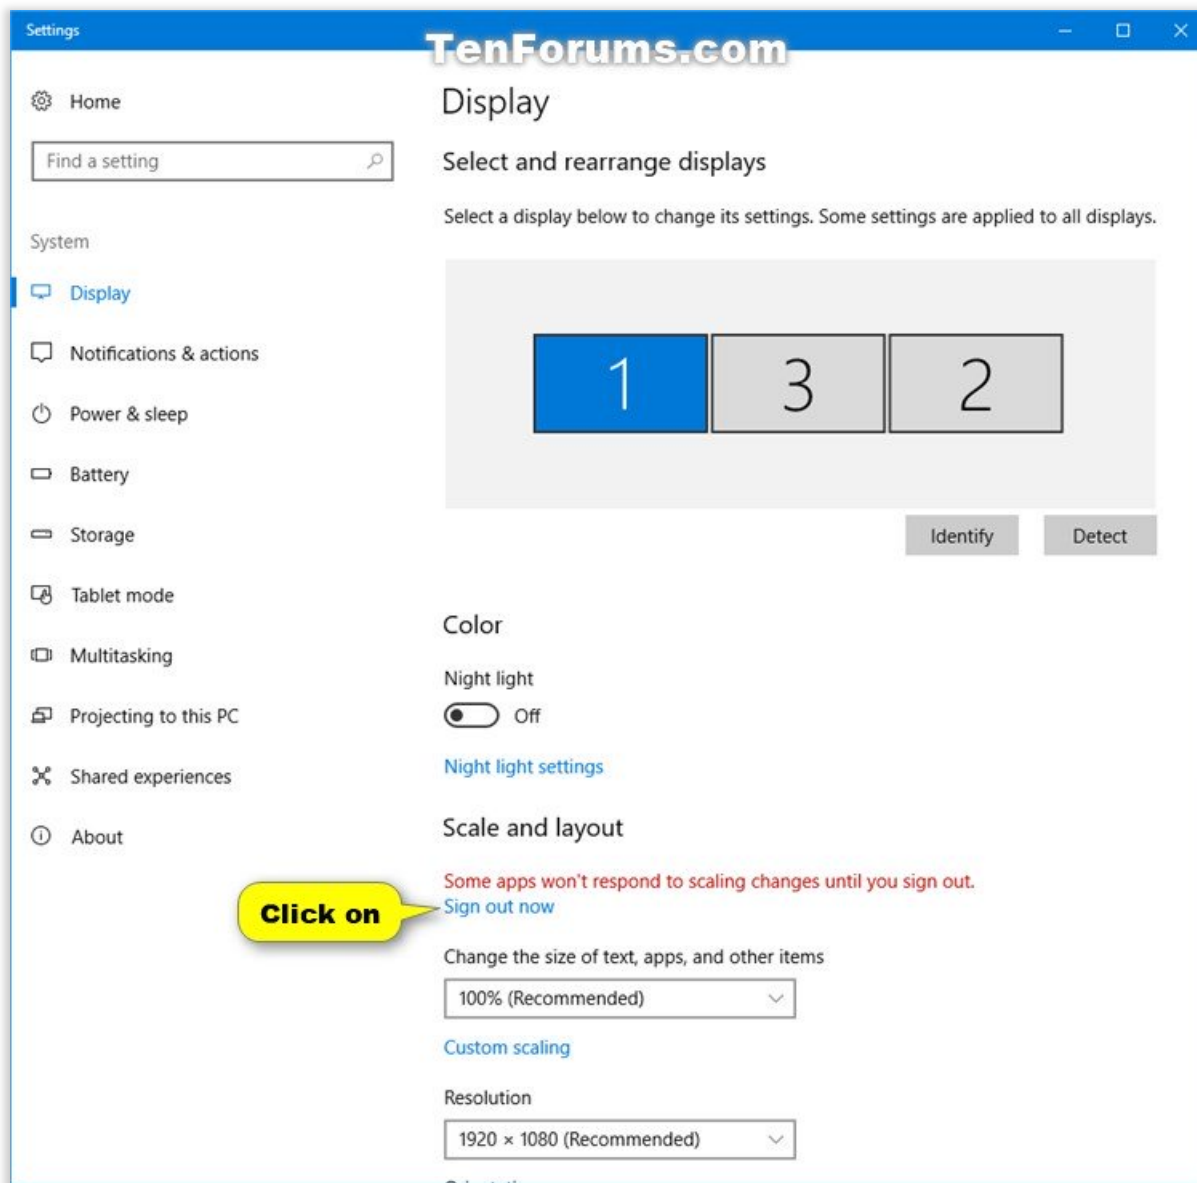 Settings
TenForums.com
Home
Find a setting
System
Display
Notifications & actions
Power & sleep
Battery
Storage
Tablet mode
Multitasking
Projecting to this PC
Shared experiences
About
Display
Select and rearrange displays
Select a display below to change its settings. Some settings are applied to all displays.
1 3 2
Identify Detect
Color
Night light
Off
Night light settings
Scale and layout
Some apps won't respond to scaling changes until you sign out.
Click on
Sign out now
Change the size of text, apps, and other items
100% (Recommended)
Custom scaling
Resolution
1920 × 1080 (Recommended)